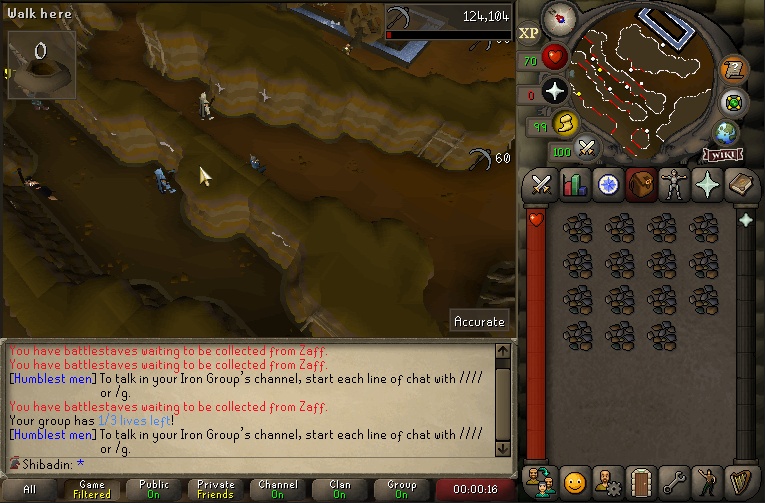 Walk here
0
124,104
XP
70
0
99
100
WIKI
60
Accurate
You have battlestaves waiting to be collected from Zaff.
You have battlestaves waiting to be collected from Zaff.
[Humblest men] To talk in your Iron Group's channel, start each line of chat with ////
or /g.
You have battlestaves waiting to be collected from Zaff.
Your group has 1/3 lives left!
[Humblest men] To talk in your Iron Group's channel, start each line of chat with ////
or /g.
Shibadin: *
All
Game
Filtered
Public
On
Private
Friends
Channel
On
Clan
On
Group
On
00:00:16